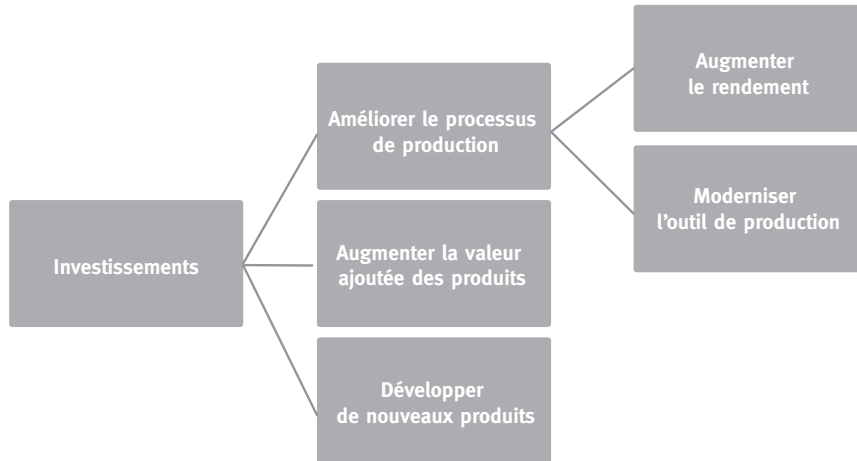 Investissements
Améliorer le processus
de production
Augmenter la valeur
ajoutée des produits
Développer
de nouveaux produits
Augmenter
le rendement
Moderniser
l'outil de production